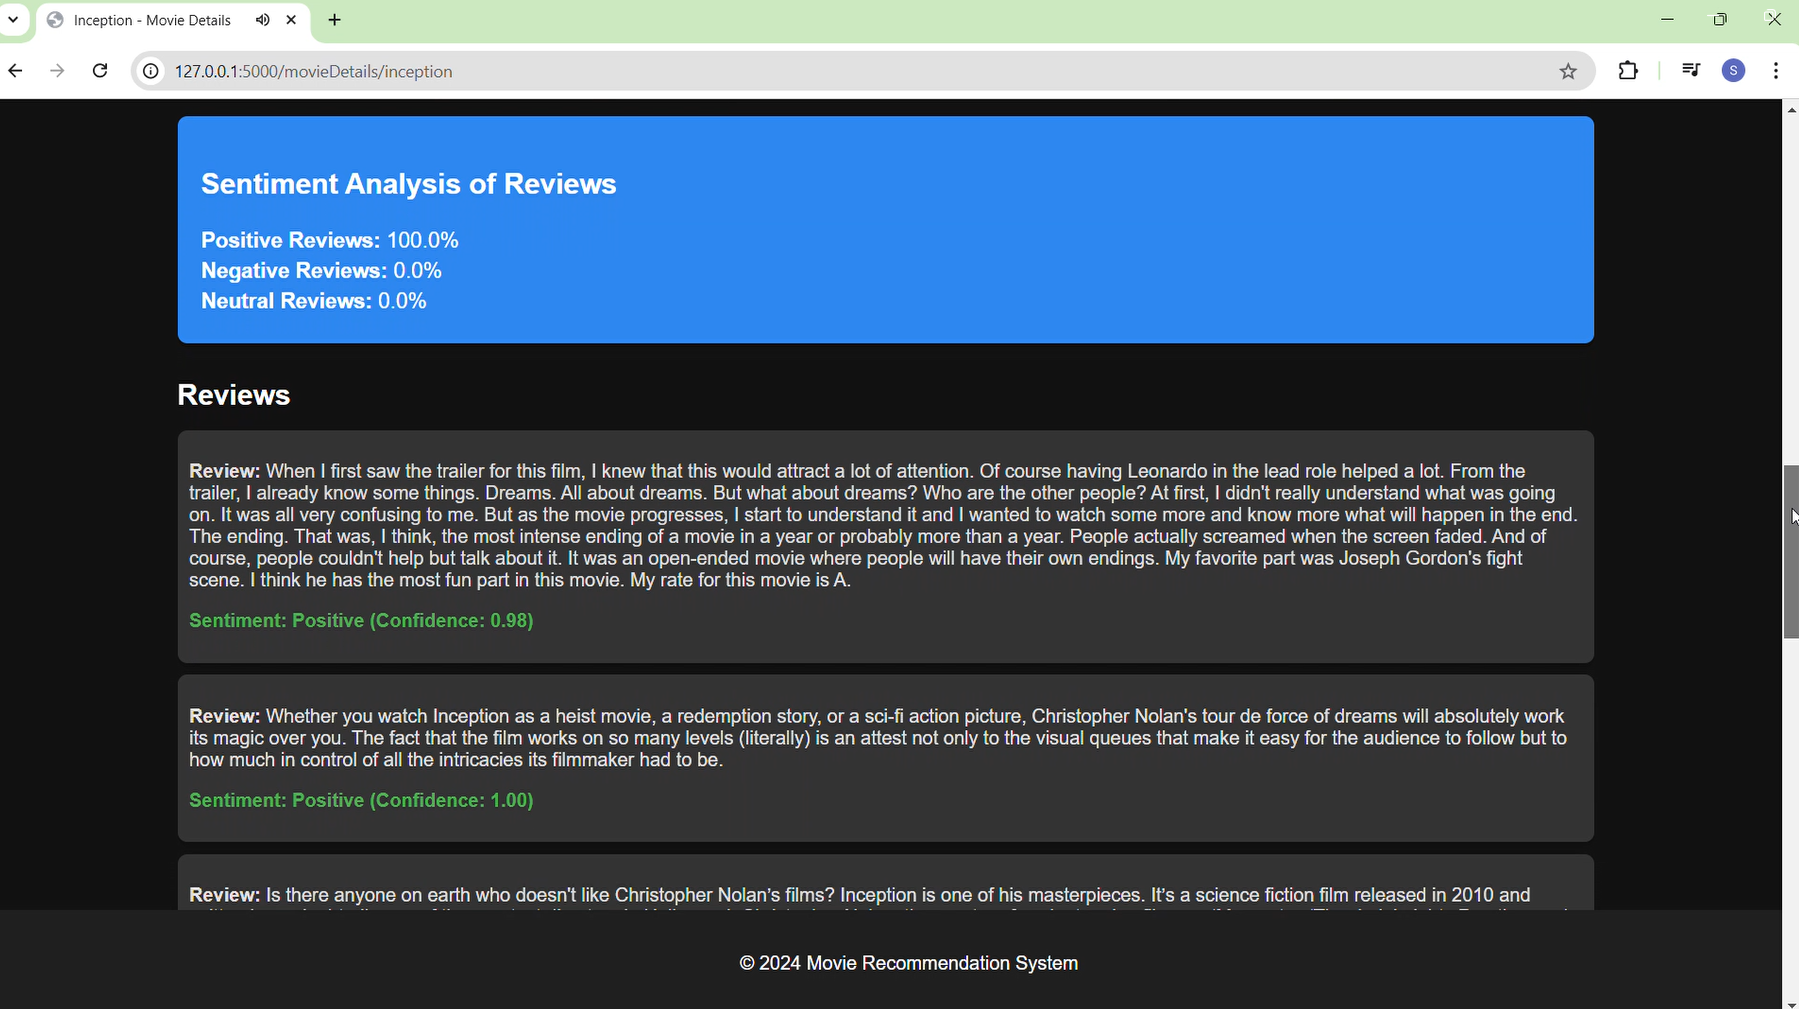 Inception - Movie Details
127.0.0.1:5000/movieDetails/inception
S
Sentiment Analysis of Reviews
Positive Reviews: 100.0%
Negative Reviews: 0.0%
Neutral Reviews: 0.0%
Reviews
Review: When I first saw the trailer for this film, I knew that this would attract a lot of attention. Of course having Leonardo in the lead role helped a lot. From the
trailer, I already know some things. Dreams. All about dreams. But what about dreams? Who are the other people? At first, I didn't really understand what was going
on. It was all very confusing to me. But as the movie progresses, I start to understand it and I wanted to watch some more and know more what will happen in the end.
The ending. That was, I think, the most intense ending of a movie in a year or probably more than a year. People actually screamed when the screen faded. And of
course, people couldn't help but talk about it. It was an open-ended movie where people will have their own endings. My favorite part was Joseph Gordon's fight
scene. I think he has the most fun part in this movie. My rate for this movie is A.
Sentiment: Positive (Confidence: 0.98)
Review: Whether you watch Inception as a heist movie, a redemption story, or a sci-fi action picture, Christopher Nolan's tour de force of dreams will absolutely work
its magic over you. The fact that the film works on so many levels (literally) is an attest not only to the visual queues that make it easy for the audience to follow but to
how much in control of all the intricacies its filmmaker had to be.
Sentiment: Positive (Confidence: 1.00)
Review: Is there anyone on earth who doesn't like Christopher Nolan's films? Inception is one of his masterpieces. It's a science fiction film released in 2010 and
© 2024 Movie Recommendation System